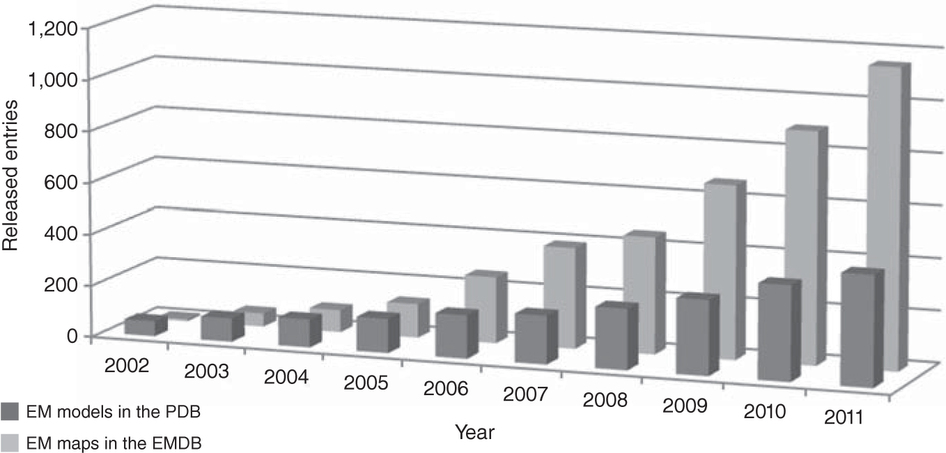 Released entries
1,200
1,000
800
600
400
200
0
2002 2003 2004 2005 2006 2007 2008 2009 2010 2011
Year
EM models in the PDB
EM maps in the EMDB